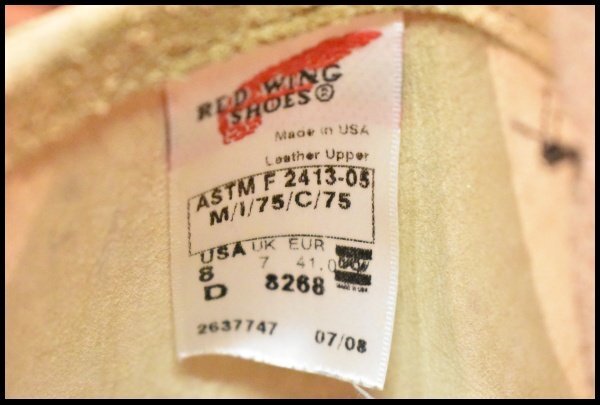 RED WING
SHOES®
Made in USA
Leather Upper
ASTM F 2413-05
M/I/75/C/75
USA UK EUR
8 7 41.0
D 8268
2637747 07/08